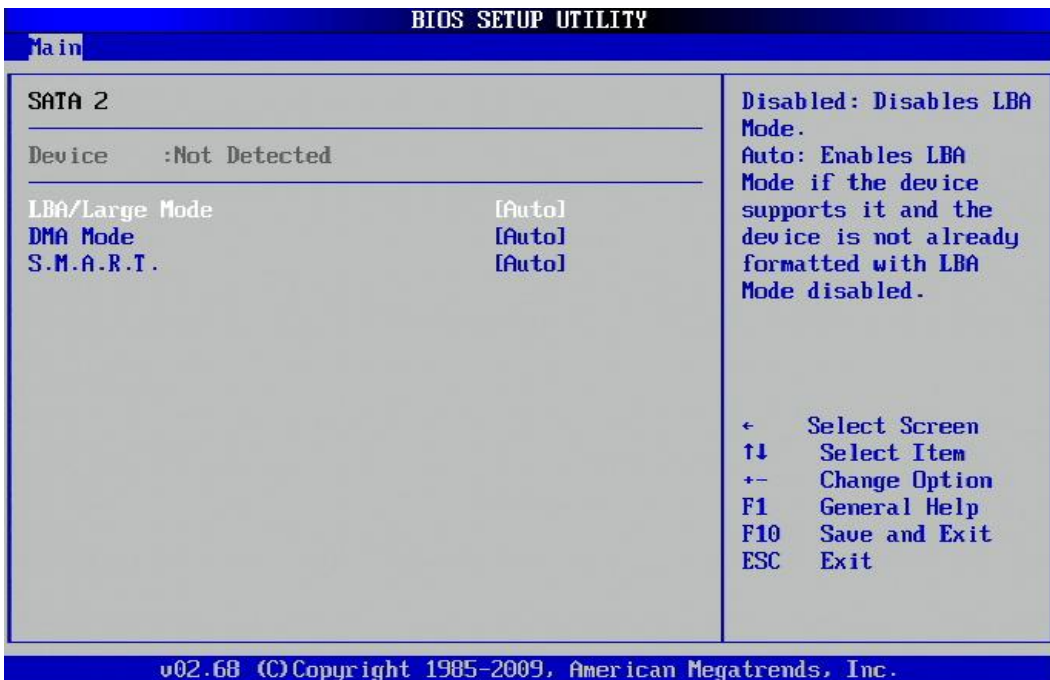 BIOS SETUP UTILITY
Main
SATA 2
Device :Not Detected
LBA/Large Mode [Auto]
DMA Mode [Auto]
S.M.A.R.T. [Auto]
Disabled: Disables LBA
Mode.
Auto: Enables LBA
Mode if the device
supports it and the
device is not already
formatted with LBA
Mode disabled.
← Select Screen
↑↓ Select Item
+- Change Option
F1 General Help
F10 Save and Exit
ESC Exit
v02.68 (C)Copyright 1985-2009, American Megatrends, Inc.